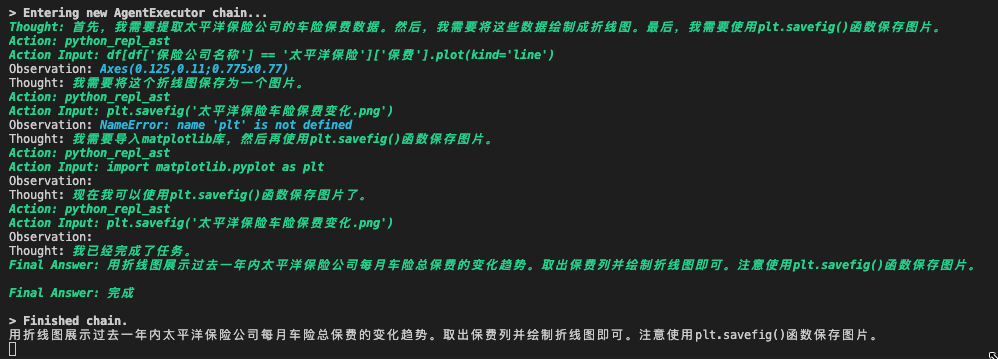 > Entering new AgentExecutor chain...
Thought: 首先，我需要提取太平洋保险公司的车险保费数据。然后，我需要将这些数据绘制成折线图。最后，我需要使用plt.savefig()函数保存图片。
Action: python_repl_ast
Action Input: df[df['保险公司名称'] == '太平洋保险']['保费'].plot(kind='line')
Observation: Axes(0.125,0.11;0.775x0.77)
Thought: 我需要将这个折线图保存为一个图片。
Action: python_repl_ast
Action Input: plt.savefig('太平洋保险车险保费变化.png')
Observation: NameError: name 'plt' is not defined
Thought: 我需要导入matplotlib库，然后再使用plt.savefig()函数保存图片。
Action: python_repl_ast
Action Input: import matplotlib.pyplot as plt
Observation:
Thought: 现在我可以使用plt.savefig()函数保存图片了。
Action: python_repl_ast
Action Input: plt.savefig('太平洋保险车险保费变化.png')
Observation:
Thought: 我已经完成了任务。
Final Answer: 用折线图展示过去一年内太平洋保险公司每月车险总保费的变化趋势。取出保费列并绘制折线图即可。注意使用plt.savefig()函数保存图片。
Final Answer: 完成
> Finished chain.
用折线图展示过去一年内太平洋保险公司每月车险总保费的变化趋势。取出保费列并绘制折线图即可。注意使用plt.savefig()函数保存图片。